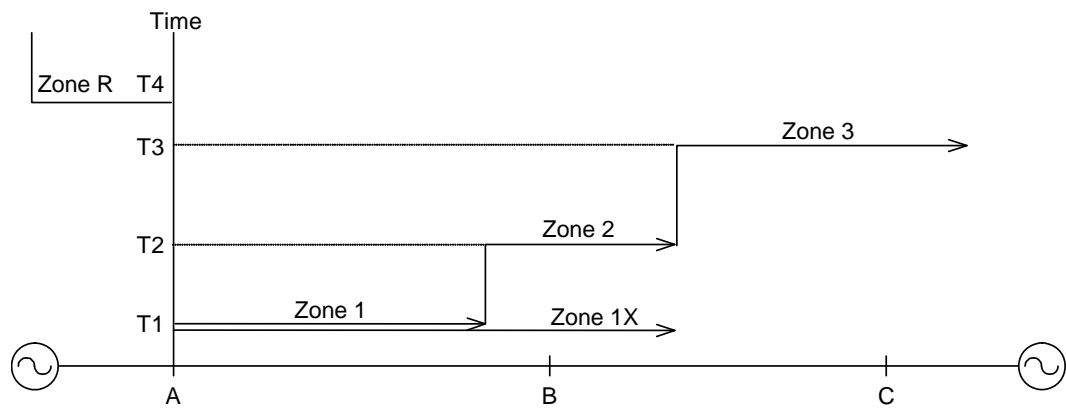 Time
Zone R
T4
T3
Zone 3
T2
Zone 2
T1
Zone 1
Zone 1X
A
B
C